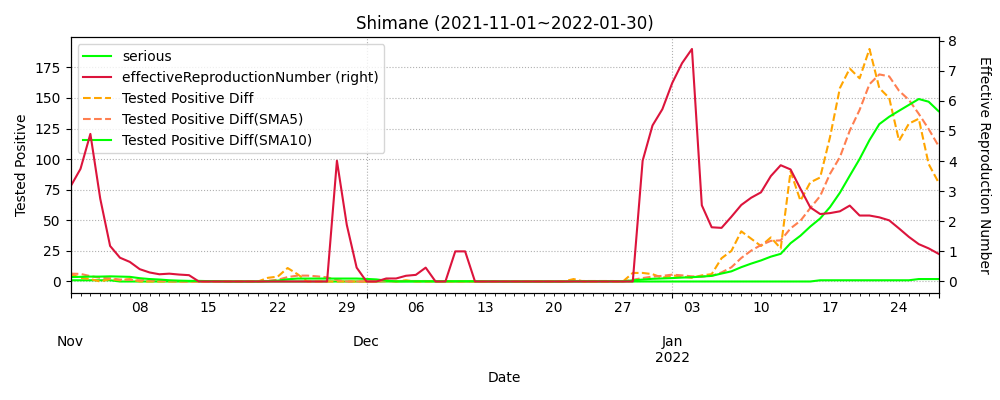 Shimane (2021-11-01~2022-01-30)
serious
effectiveReproductionNumber (right)
Tested Positive Diff
Tested Positive Diff(SMA5)
Tested Positive Diff(SMA10)
Tested Positive
175
150
125
100
75
50
25
0
8
7
6
5
4
3
2
1
0
Effective Reproduction Number
08 15 22 29 06 13 20 27 03 10 17 24
Nov Dec Jan
2022
Date